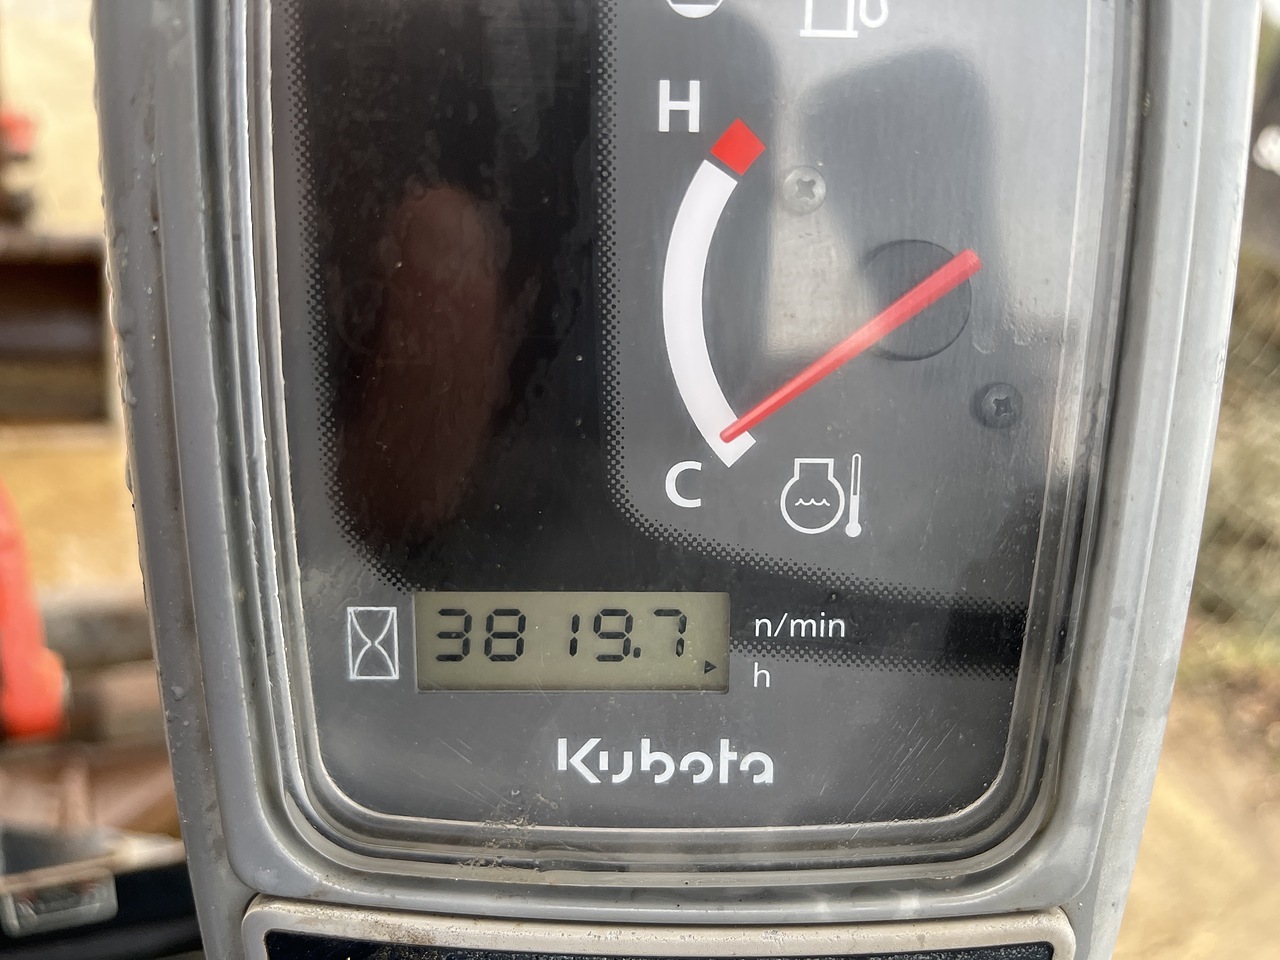 H
C
3819.7
n/min
h
Kubota